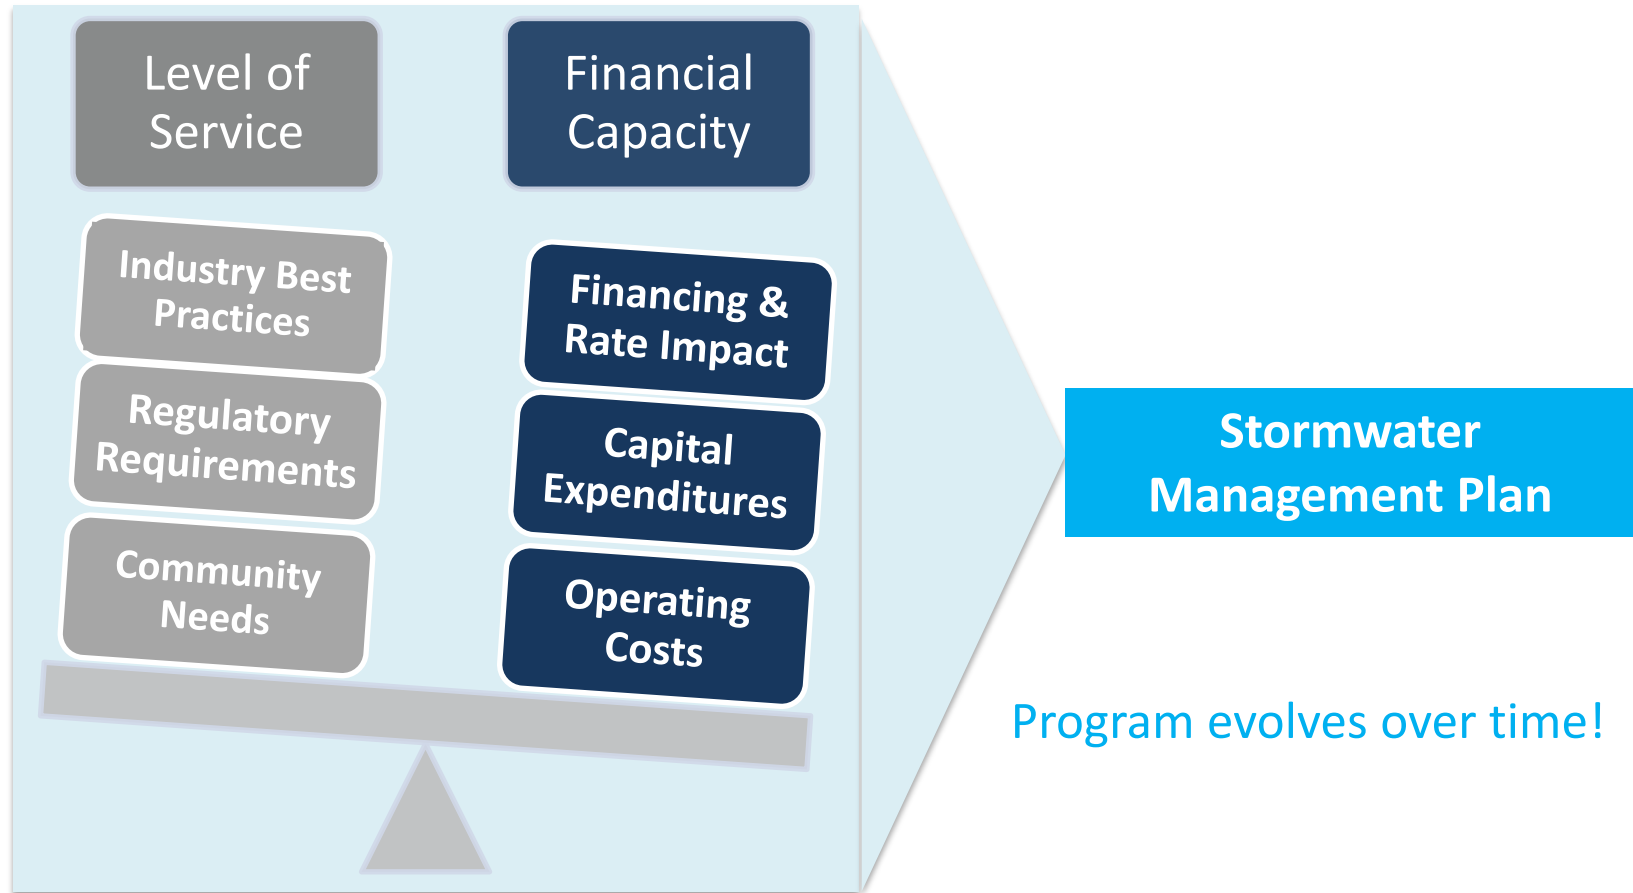 Level of
Service
Financial
Capacity
Industry Best
Practices
Regulatory
Requirements
Community
Needs
Financing &
Rate Impact
Capital
Expenditures
Operating
Costs
Stormwater
Management Plan
Program evolves over time!